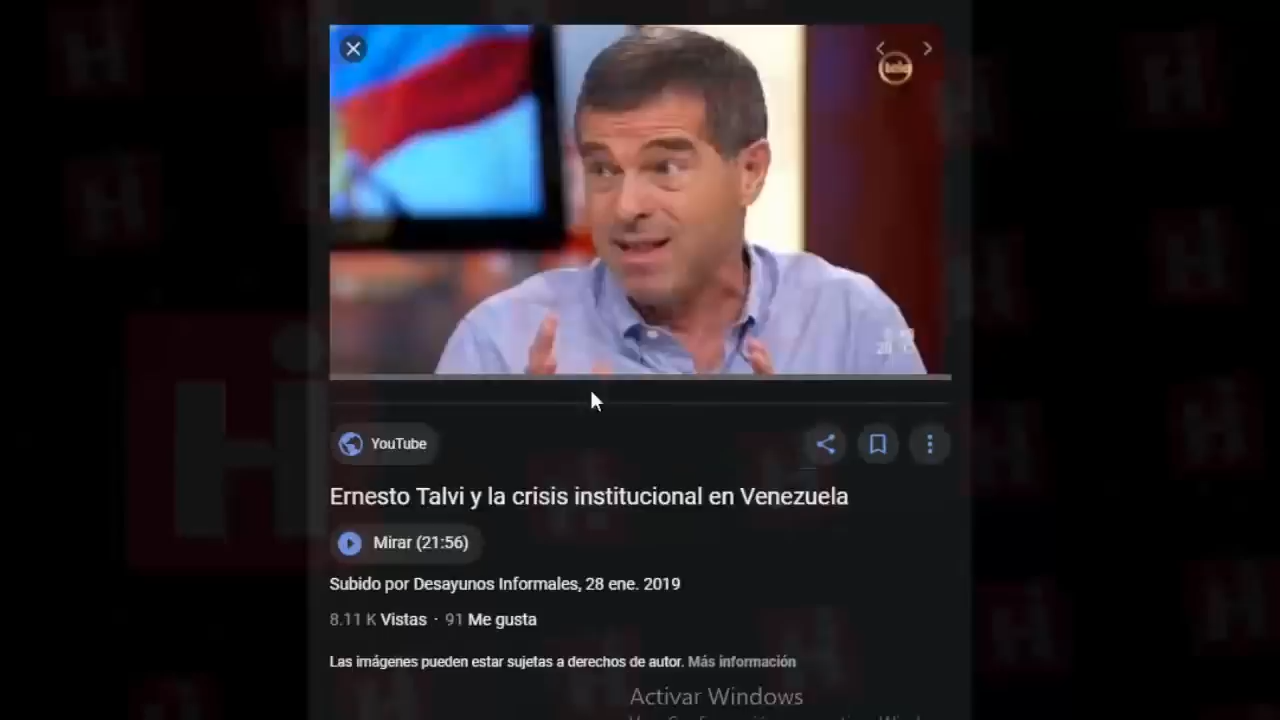 tele
YouTube
Ernesto Talvi y la crisis institucional en Venezuela
Mirar (21:56)
Subido por Desayunos Informales, 28 ene. 2019
8.11 K Vistas · 91 Me gusta
Las imágenes pueden estar sujetas a derechos de autor. Más información
Activar Windows